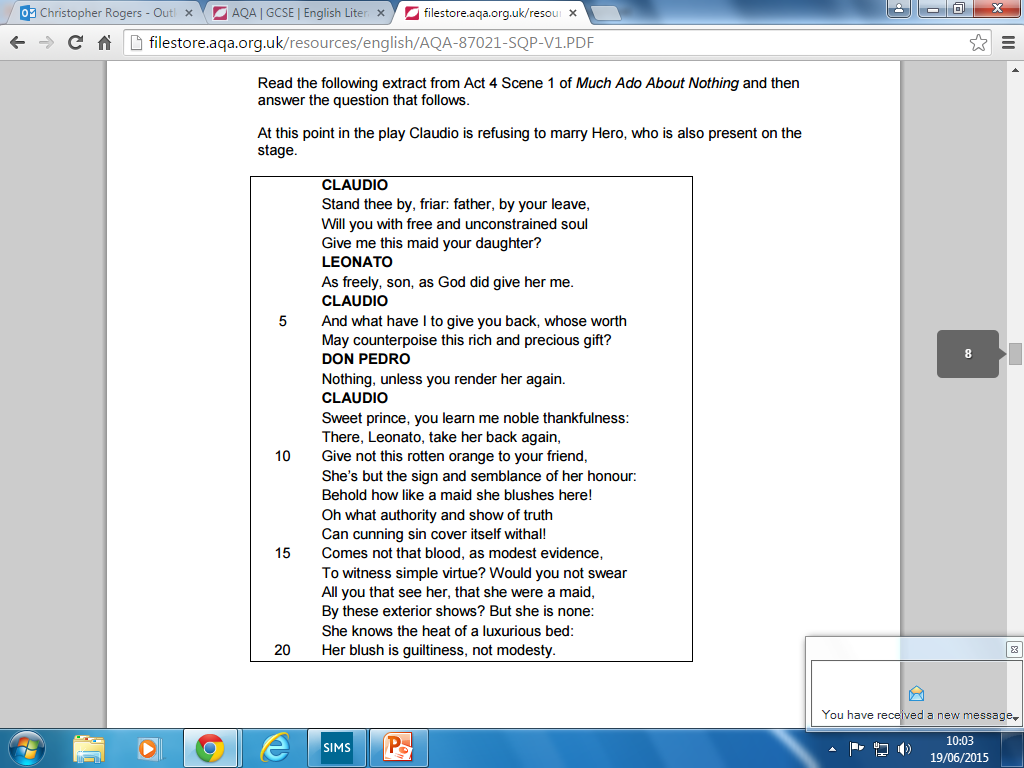 Christopher Rogers - Outl
AQA | GCSE | English Liter
filestore.aqa.org.uk/resou
filestore.aqa.org.uk/resources/english/AQA-87021-SQP-V1.PDF
Read the following extract from Act 4 Scene 1 of Much Ado About Nothing and then
answer the question that follows.
At this point in the play Claudio is refusing to marry Hero, who is also present on the
stage.
CLAUDIO
Stand thee by, friar: father, by your leave,
Will you with free and unconstrained soul
Give me this maid your daughter?
LEONATO
As freely, son, as God did give her me.
CLAUDIO
5 And what have I to give you back, whose worth
May counterpoise this rich and precious gift?
DON PEDRO
Nothing, unless you render her again.
CLAUDIO
Sweet prince, you learn me noble thankfulness:
There, Leonato, take her back again,
10 Give not this rotten orange to your friend,
She's but the sign and semblance of her honour:
Behold how like a maid she blushes here!
Oh what authority and show of truth
Can cunning sin cover itself withal!
15 Comes not that blood, as modest evidence,
To witness simple virtue? Would you not swear
All you that see her, that she were a maid,
By these exterior shows? But she is none:
She knows the heat of a luxurious bed:
20 Her blush is guiltiness, not modesty.
8
You have received a new message.
SIMS
10:03
19/06/2015